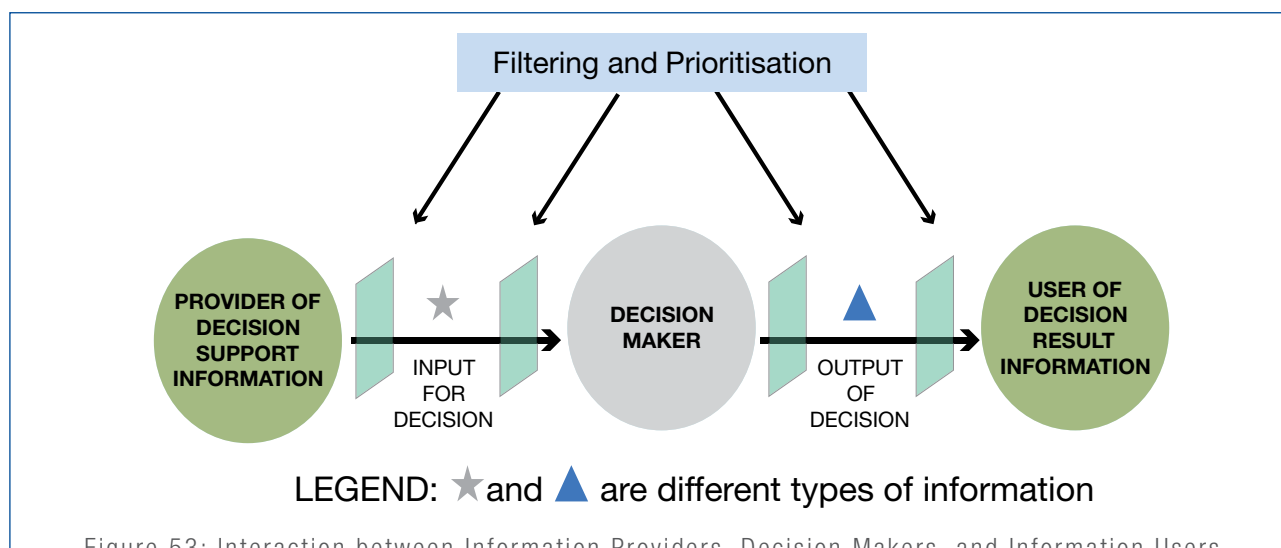 Filtering and Prioritisation
PROVIDER OF
DECISION
SUPPORT
INFORMATION
INPUT
FOR
DECISION
DECISION
MAKER
OUTPUT
OF
DECISION
USER OF
DECISION
RESULT
INFORMATION
LEGEND: and are different types of information
Figure 53: Interaction between Information Providers, Decision Makers, and Information Users